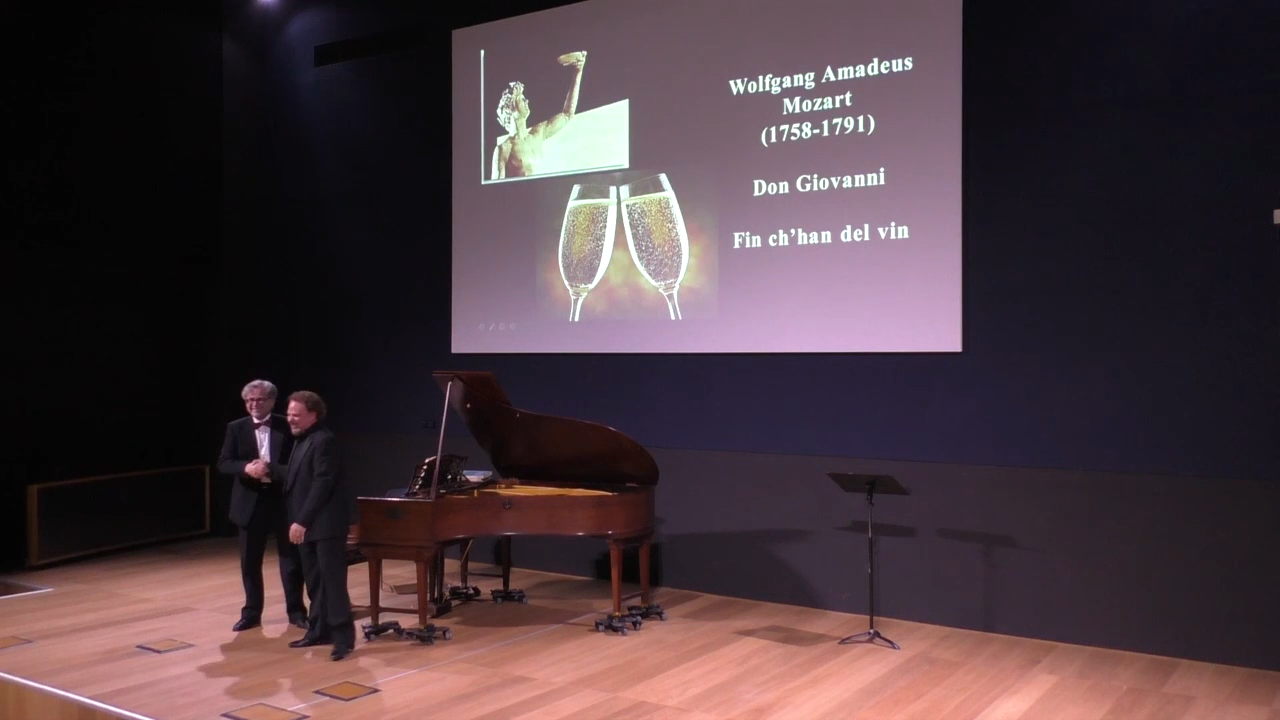 Wolfgang Amadeus
Mozart
(1758-1791)
Don Giovanni
Fin ch'han del vin